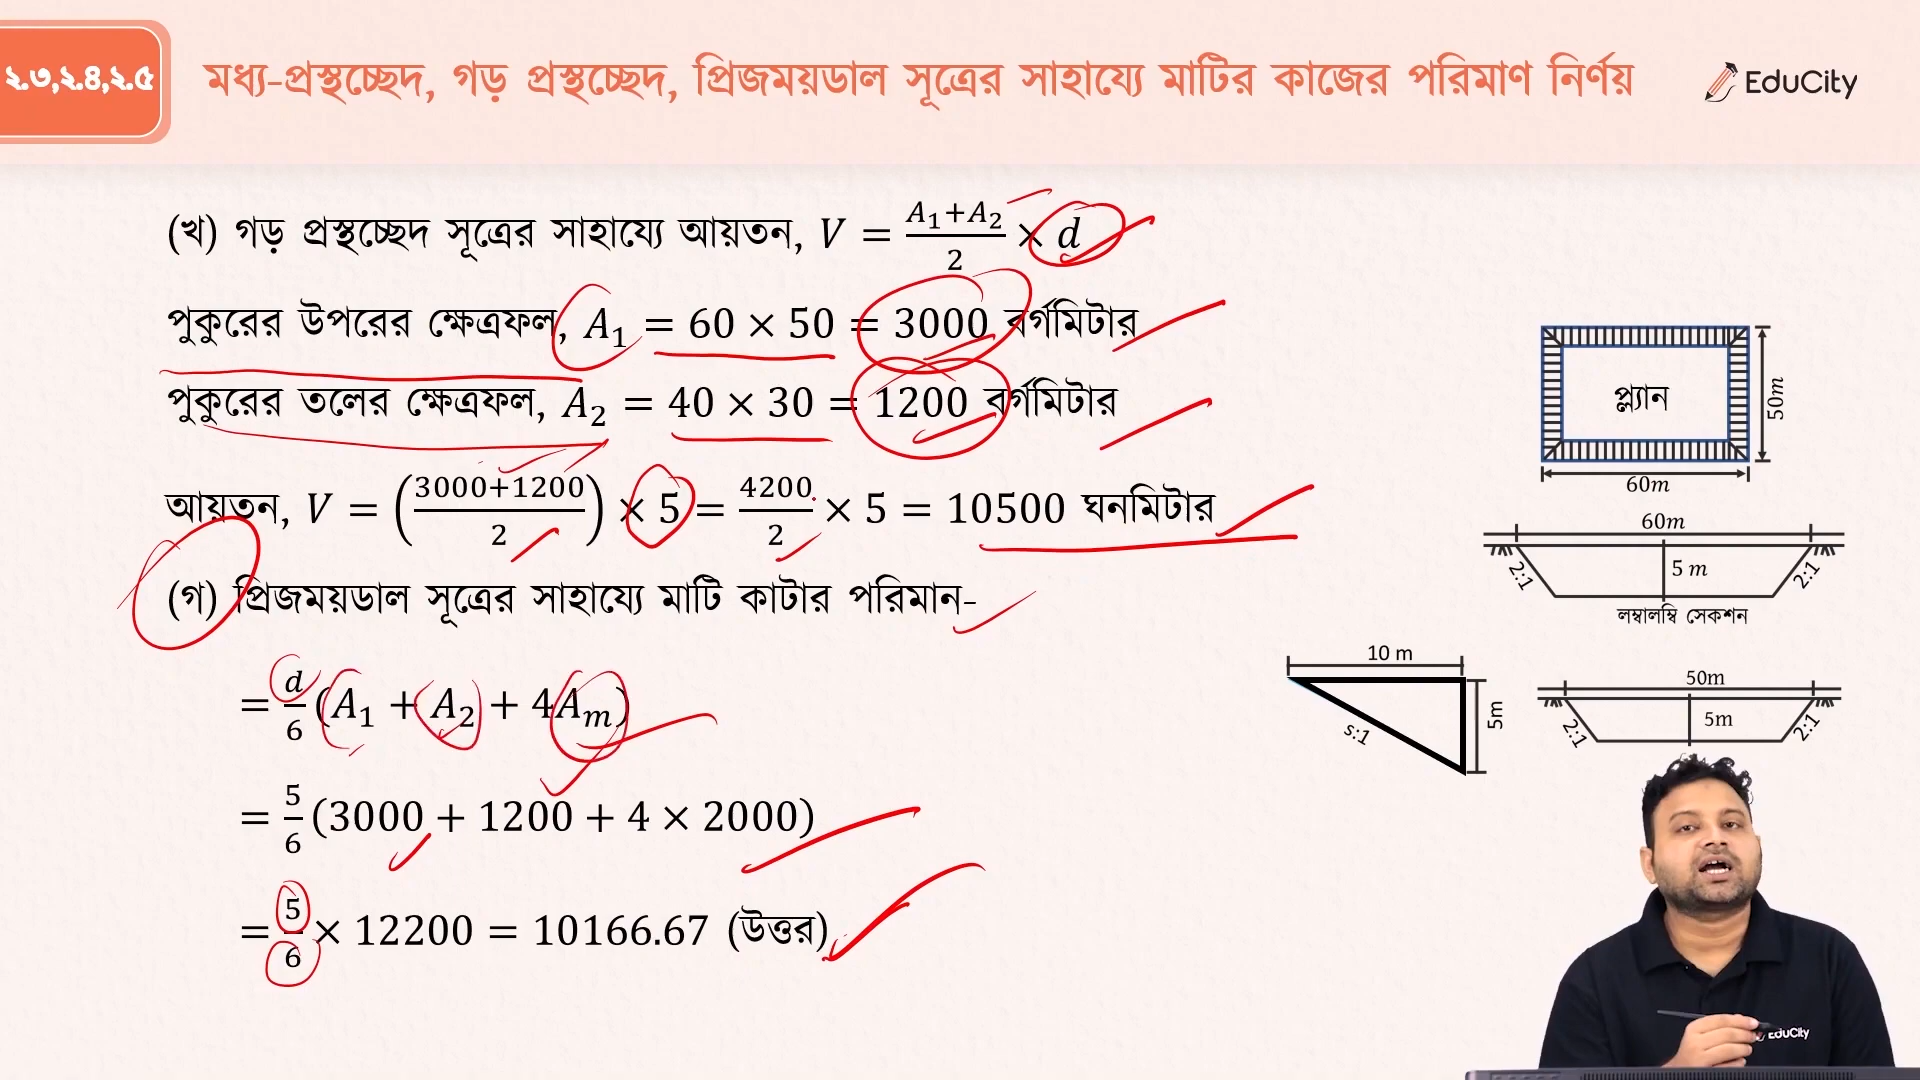 ২.৩,২.৪,২.৫
মধ্য-প্রস্থচ্ছেদ, গড় প্রস্থচ্ছেদ, প্রিজময়ডাল সূত্রের সাহায্যে মাটির কাজের পরিমাণ নির্ণয়
EduCity
(খ) গড় প্রস্থচ্ছেদ সূত্রের সাহায্যে আয়তন, V = (A₁+A₂)/2 × d
পুকুরের উপরের ক্ষেত্রফল, A₁ = 60 × 50 = 3000 বর্গমিটার
পুকুরের তলের ক্ষেত্রফল, A₂ = 40 × 30 = 1200 বর্গমিটার
আয়তন, V = ((3000+1200)/2) × 5 = 4200/2 × 5 = 10500 ঘনমিটার
(গ) প্রিজময়ডাল সূত্রের সাহায্যে মাটি কাটার পরিমান-
= d/6 (A₁ + A₂ + 4Aₘ)
= 5/6 (3000 + 1200 + 4 × 2000)
= 5/6 × 12200 = 10166.67 (উত্তর)
প্ল্যান
50m
60m
60m
2:1
5 m
2:1
লম্বালম্বি সেকশন
10 m
5m
s:1
50m
2:1
5m
2:1
EduCity